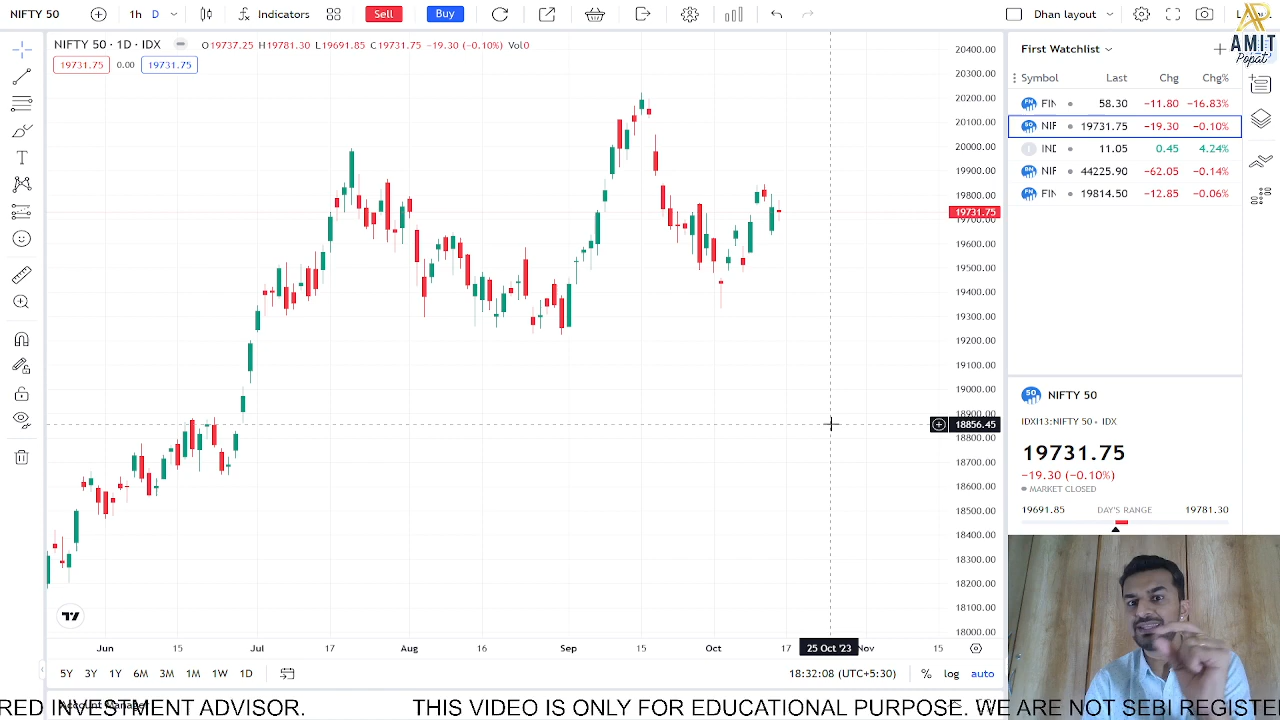 NIFTY 50
1h D
Indicators
Sell
Buy
Dhan layout
AMIT
Popat
NIFTY 50 · 1D · IDX
O19737.25 H19781.30 L19691.85 C19731.75 −19.30 (−0.10%) Vol0
19731.75 0.00 19731.75
First Watchlist
Symbol Last Chg Chg%
FIN 58.30 −11.80 −16.83%
NIF 19731.75 −19.30 −0.10%
IND 11.05 0.45 4.24%
NIF 44225.90 −62.05 −0.14%
FIN 19814.50 −12.85 −0.06%
20400.00
20300.00
20200.00
20100.00
20000.00
19900.00
19800.00
19731.75
19700.00
19600.00
19500.00
19400.00
19300.00
19200.00
19100.00
19000.00
18900.00
18856.45
18800.00
18700.00
18600.00
18500.00
18400.00
18300.00
18200.00
18100.00
18000.00
NIFTY 50
IDXI13:NIFTY 50 · IDX
19731.75
−19.30 (−0.10%)
MARKET CLOSED
19691.85 DAY'S RANGE 19781.30
Jun 15 Jul 17 Aug 16 Sep 15 Oct 17 25 Oct '23 Nov 15
5Y 3Y 1Y 6M 3M 1M 1W 1D
18:32:08 (UTC+5:30) % log auto
RED INVESTMENT ADVISOR. THIS VIDEO IS ONLY FOR EDUCATIONAL PURPOSE. WE ARE NOT SEBI REGISTE